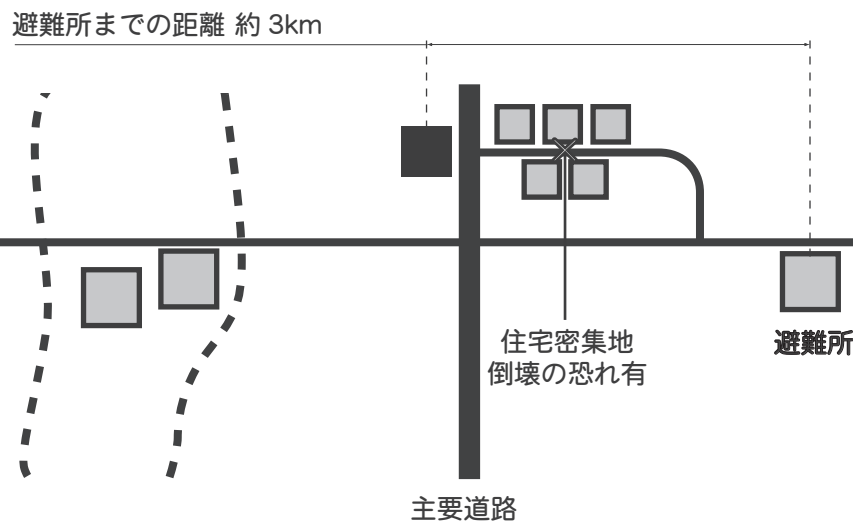 避難所までの距離 約 3km
住宅密集地
倒壊の恐れ有
避難所
主要道路